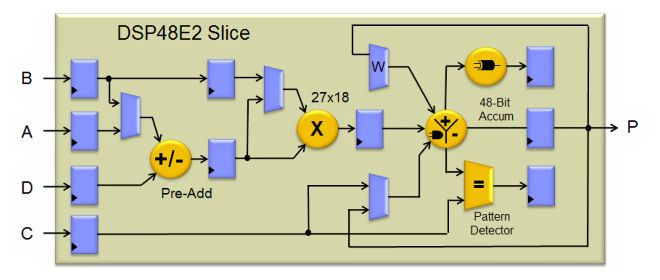 DSP48E2 Slice
B
W
27x18
48-Bit
Accum
A
X
+
-
P
+/-
D
Pre-Add
=
Pattern
Detector
C